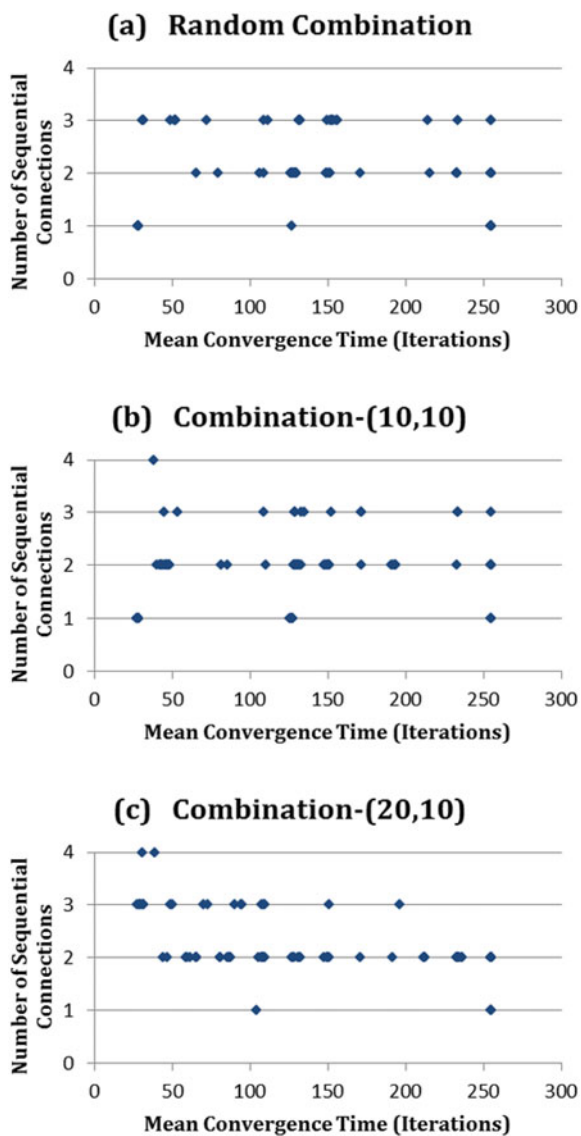 (a) Random Combination
Number of Sequential
Connections
4
3
2
1
0
0 50 100 150 200 250 300
Mean Convergence Time (Iterations)
(b) Combination-(10,10)
Number of Sequential
Connections
4
3
2
1
0
0 50 100 150 200 250 300
Mean Convergence Time (Iterations)
(c) Combination-(20,10)
Number of Sequential
Connections
4
3
2
1
0
0 50 100 150 200 250 300
Mean Convergence Time (Iterations)